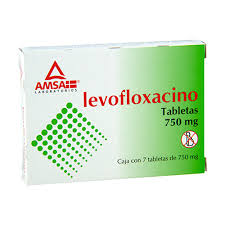 AMSA
LABORATORIOS
levofloxacino
Tabletas
750 mg
Caja con 7 tabletas de 750 mg